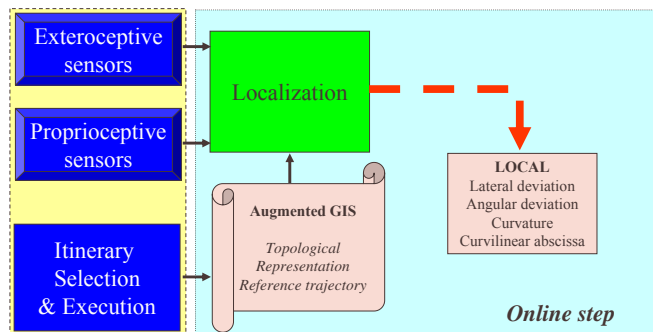 Exteroceptive
sensors
Localization
Proprioceptive
sensors
LOCAL
Lateral deviation
Angular deviation
Curvature
Curvilinear abscissa
Augmented GIS
Topological
Representation
Reference trajectory
Itinerary
Selection
& Execution
Online step